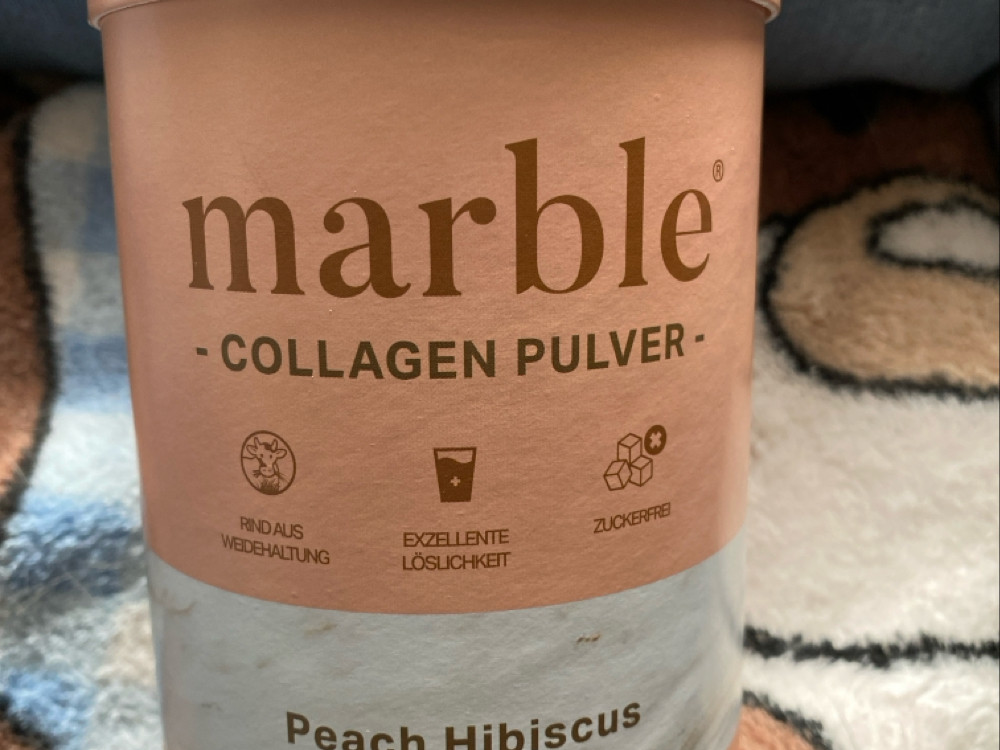 marble®
- COLLAGEN PULVER -
RIND AUS
WEIDEHALTUNG
EXZELLENTE
LÖSLICHKEIT
ZUCKERFREI
Peach Hibiscus